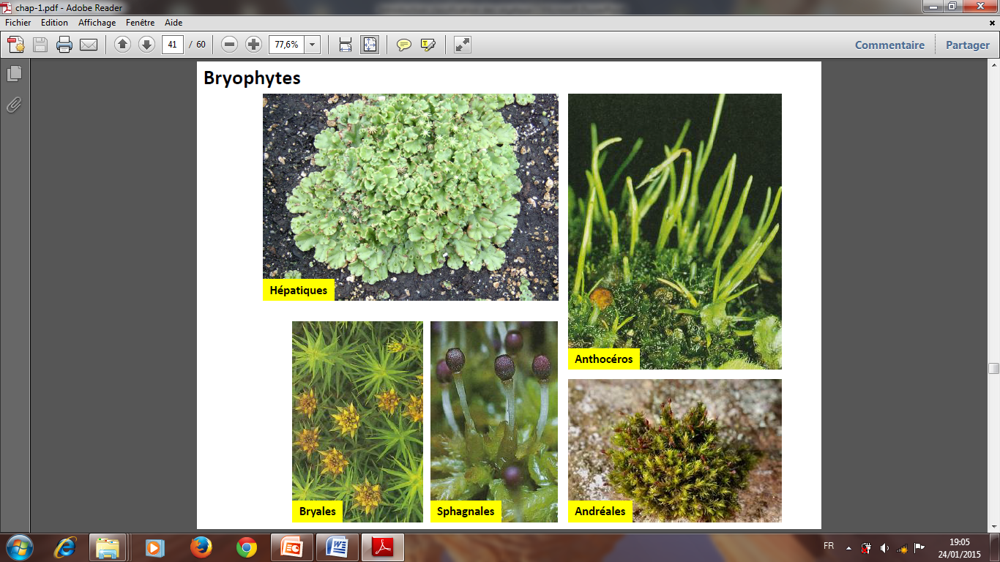 chap-1.pdf - Adobe Reader
Fichier Edition Affichage Fenêtre Aide
41 / 60 77,6% Commentaire Partager
Bryophytes
Hépatiques
Anthocéros
Bryales
Sphagnales
Andréales
FR
19:05
24/01/2015